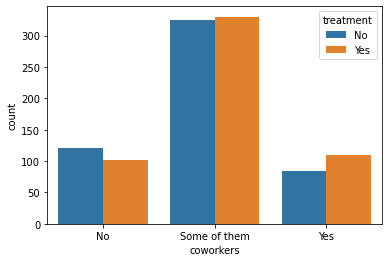 treatment
No
Yes
count
300
250
200
150
100
50
0
No Some of them Yes
coworkers